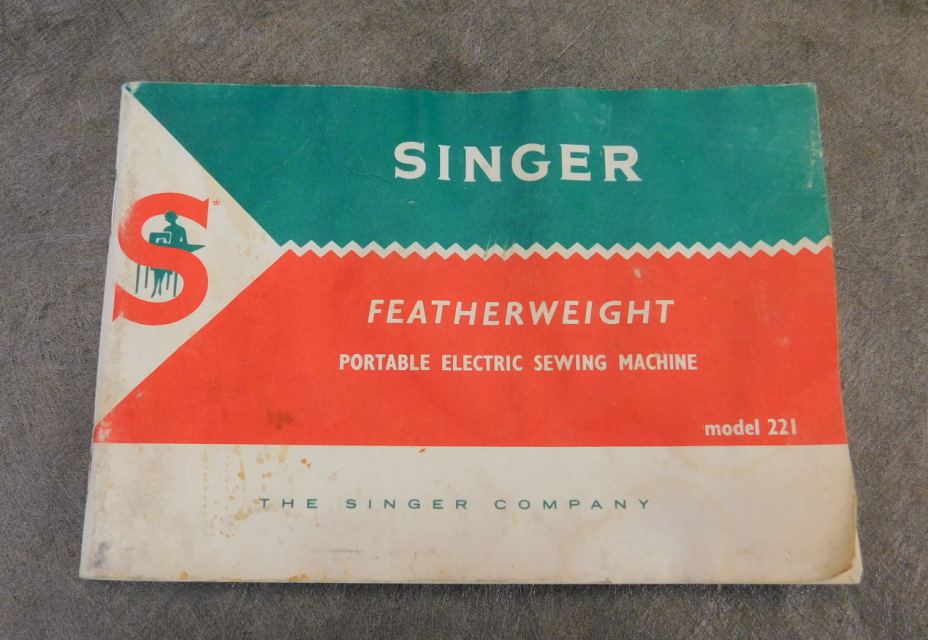 SINGER
S*
FEATHERWEIGHT
PORTABLE ELECTRIC SEWING MACHINE
model 221
THE SINGER COMPANY